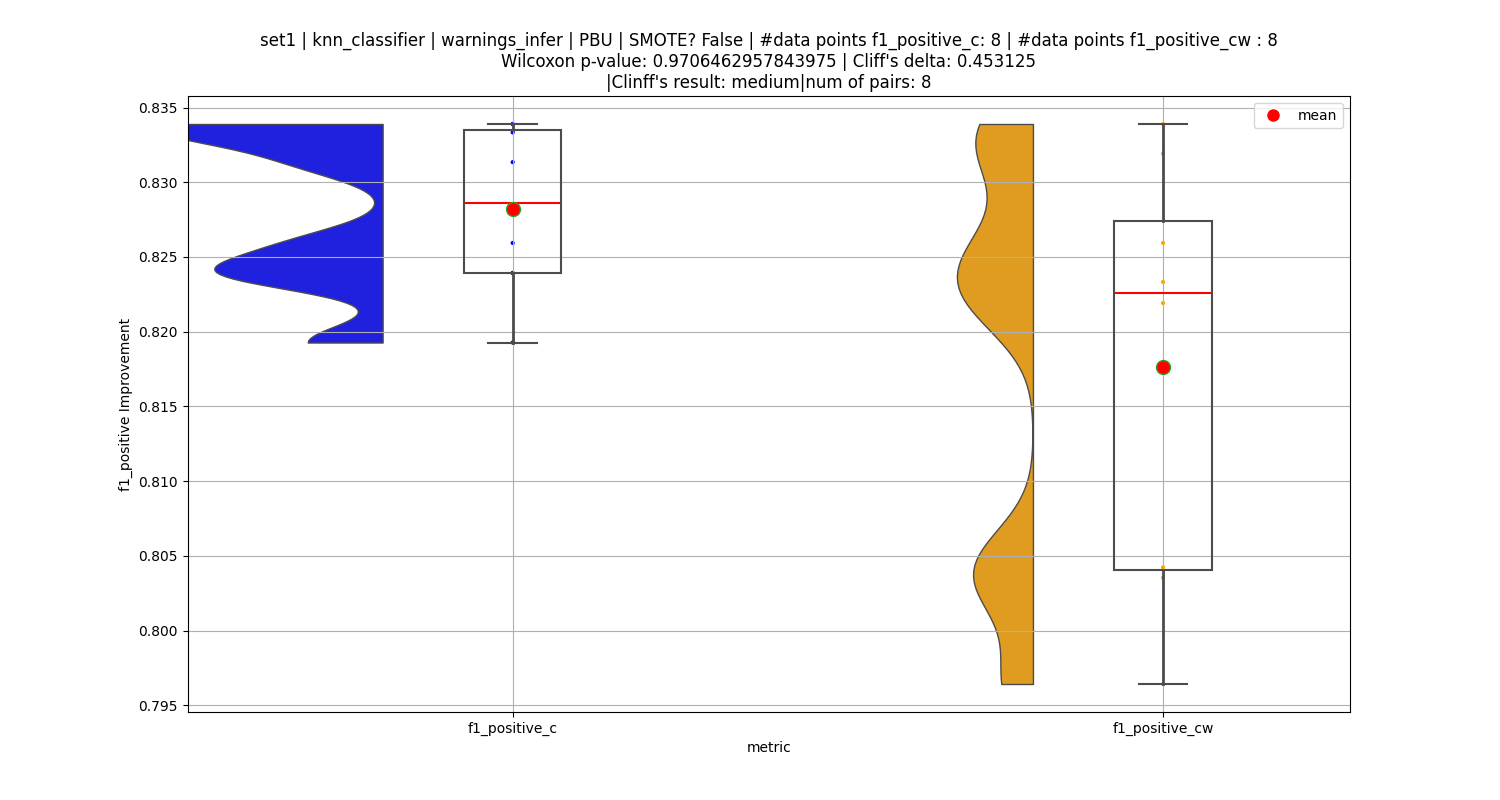 set1 | knn_classifier | warnings_infer | PBU | SMOTE? False | #data points f1_positive_c: 8 | #data points f1_positive_cw : 8
Wilcoxon p-value: 0.9706462957843975 | Cliff's delta: 0.453125
|Clinff's result: medium|num of pairs: 8
mean
0.835
0.830
0.825
0.820
0.815
0.810
0.805
0.800
0.795
f1_positive Improvement
f1_positive_c
f1_positive_cw
metric